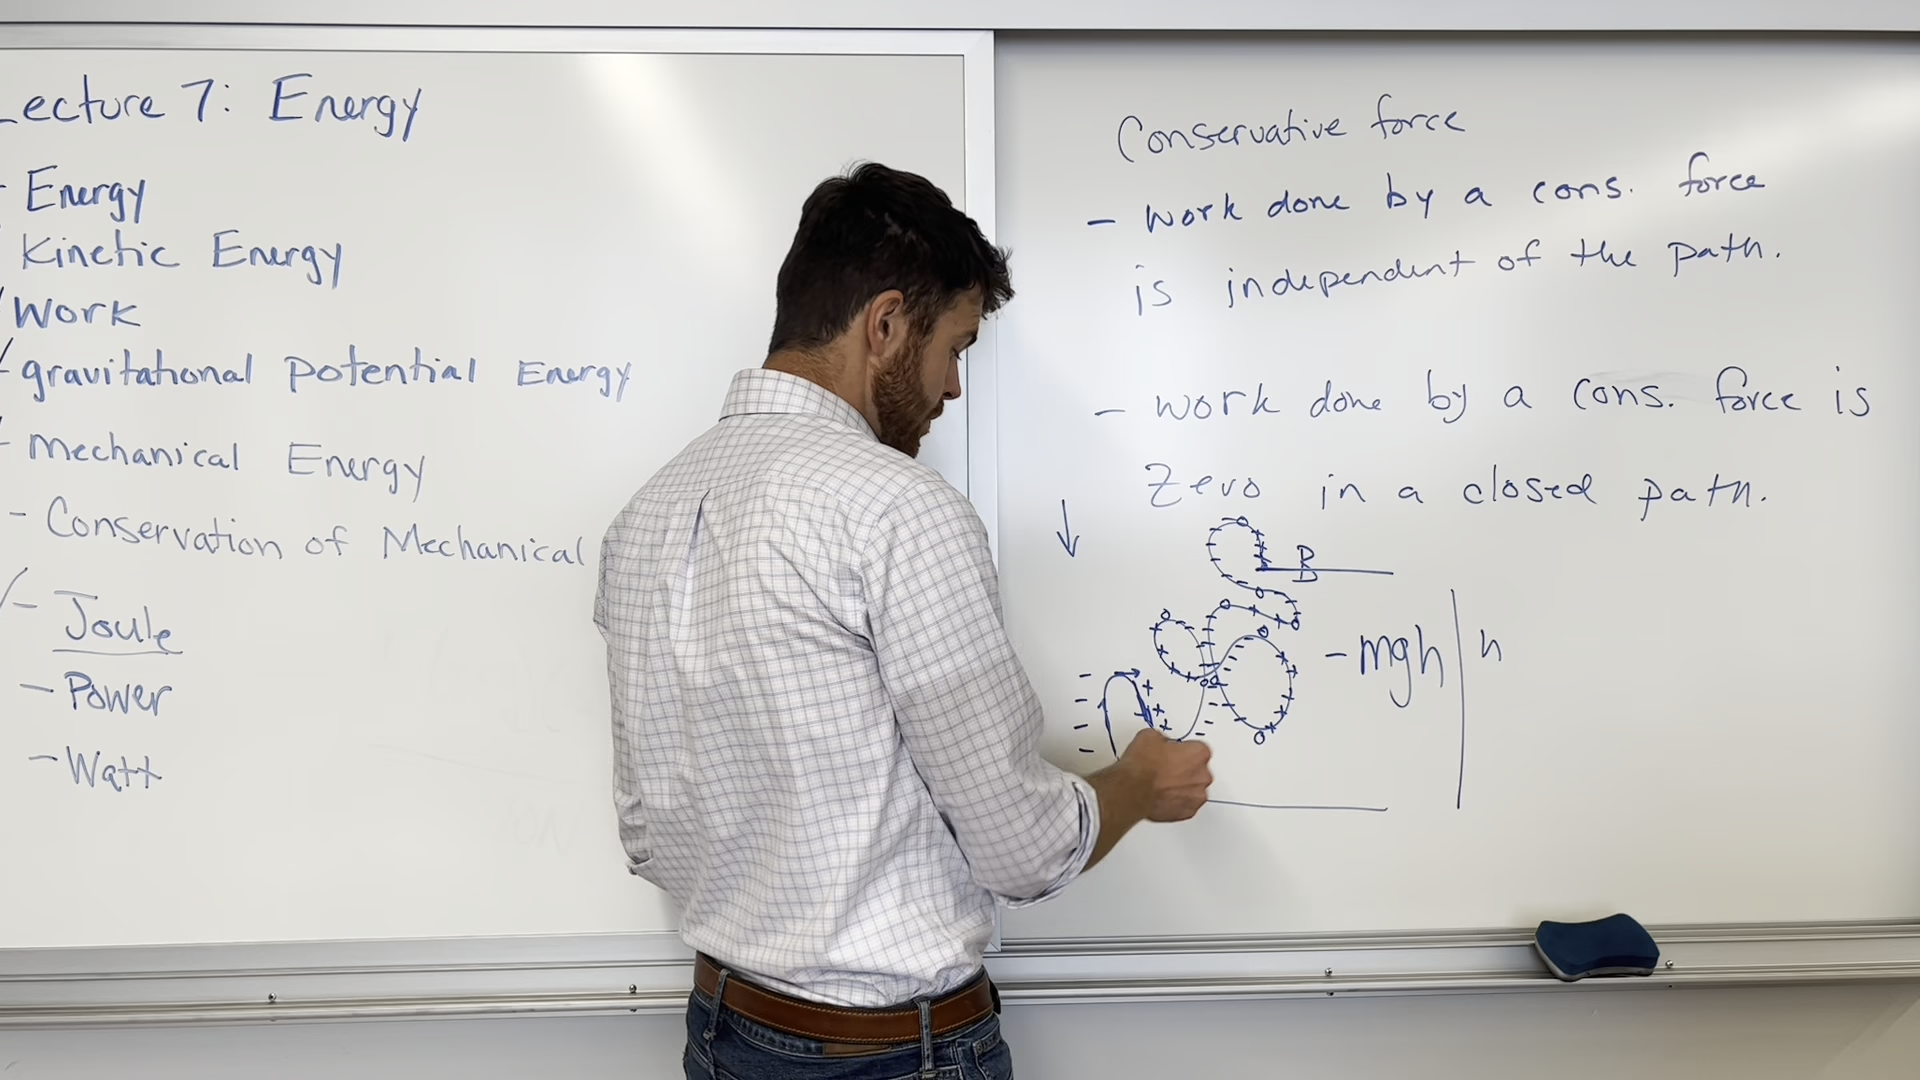 Lecture 7: Energy
- Energy
Kinetic Energy
Work
gravitational Potential Energy
- Mechanical Energy
- Conservation of Mechanical
- Joule
- Power
- Watt
Conservative force
- work done by a cons. force
is independent of the path.
- work done by a cons. force is
Zero in a closed path.
-mgh
h